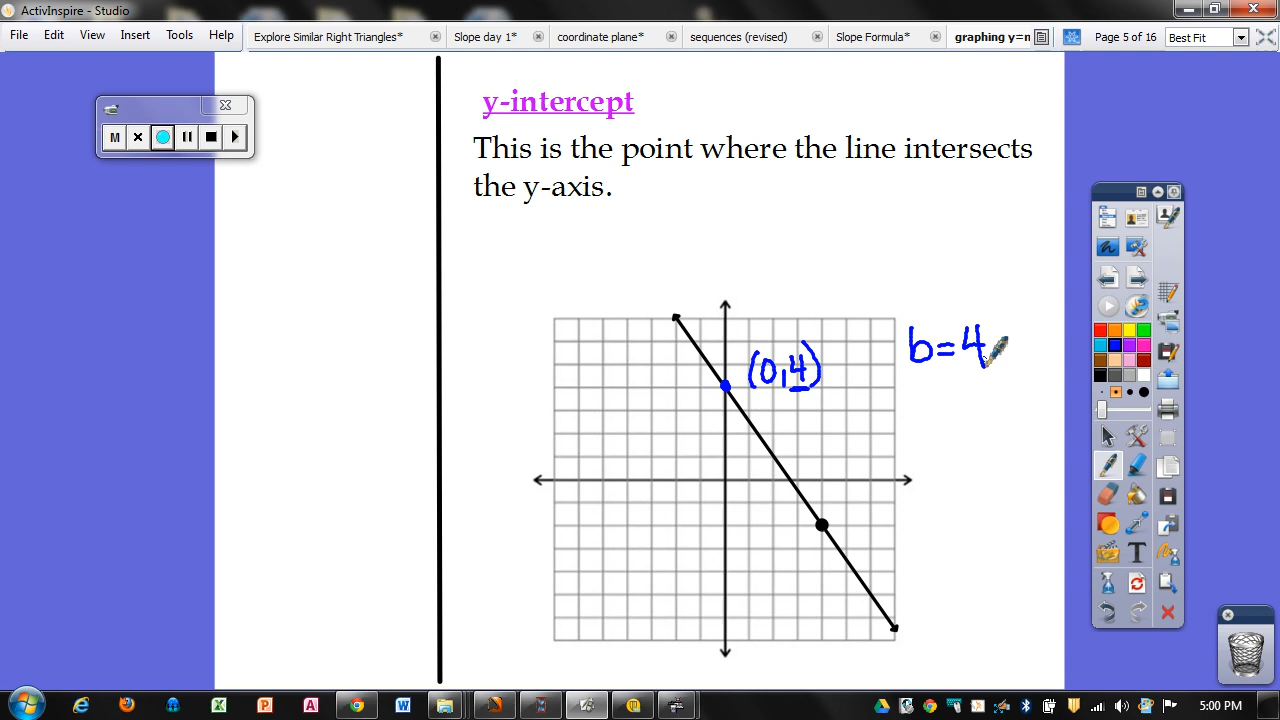 ActivInspire - Studio
File Edit View Insert Tools Help
Explore Similar Right Triangles* Slope day 1* coordinate plane* sequences (revised) Slope Formula* graphing y=n Page 5 of 16 Best Fit
M
y-intercept
This is the point where the line intersects
the y-axis.
(0,4)
b=4
5:00 PM